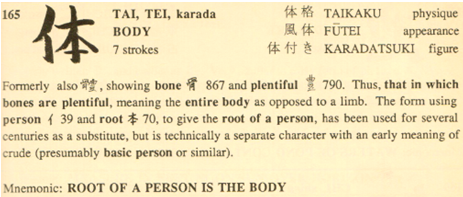 165 体 TAI, TEI, karada 体格 TAIKAKU physique
BODY 風体 FŪTEI appearance
7 strokes 体付き KARADATSUKI figure
Formerly also 體, showing bone 骨 867 and plentiful 豊 790. Thus, that in which
bones are plentiful, meaning the entire body as opposed to a limb. The form using
person 亻 39 and root 本 70, to give the root of a person, has been used for several
centuries as a substitute, but is technically a separate character with an early meaning of
crude (presumably basic person or similar).
Mnemonic: ROOT OF A PERSON IS THE BODY